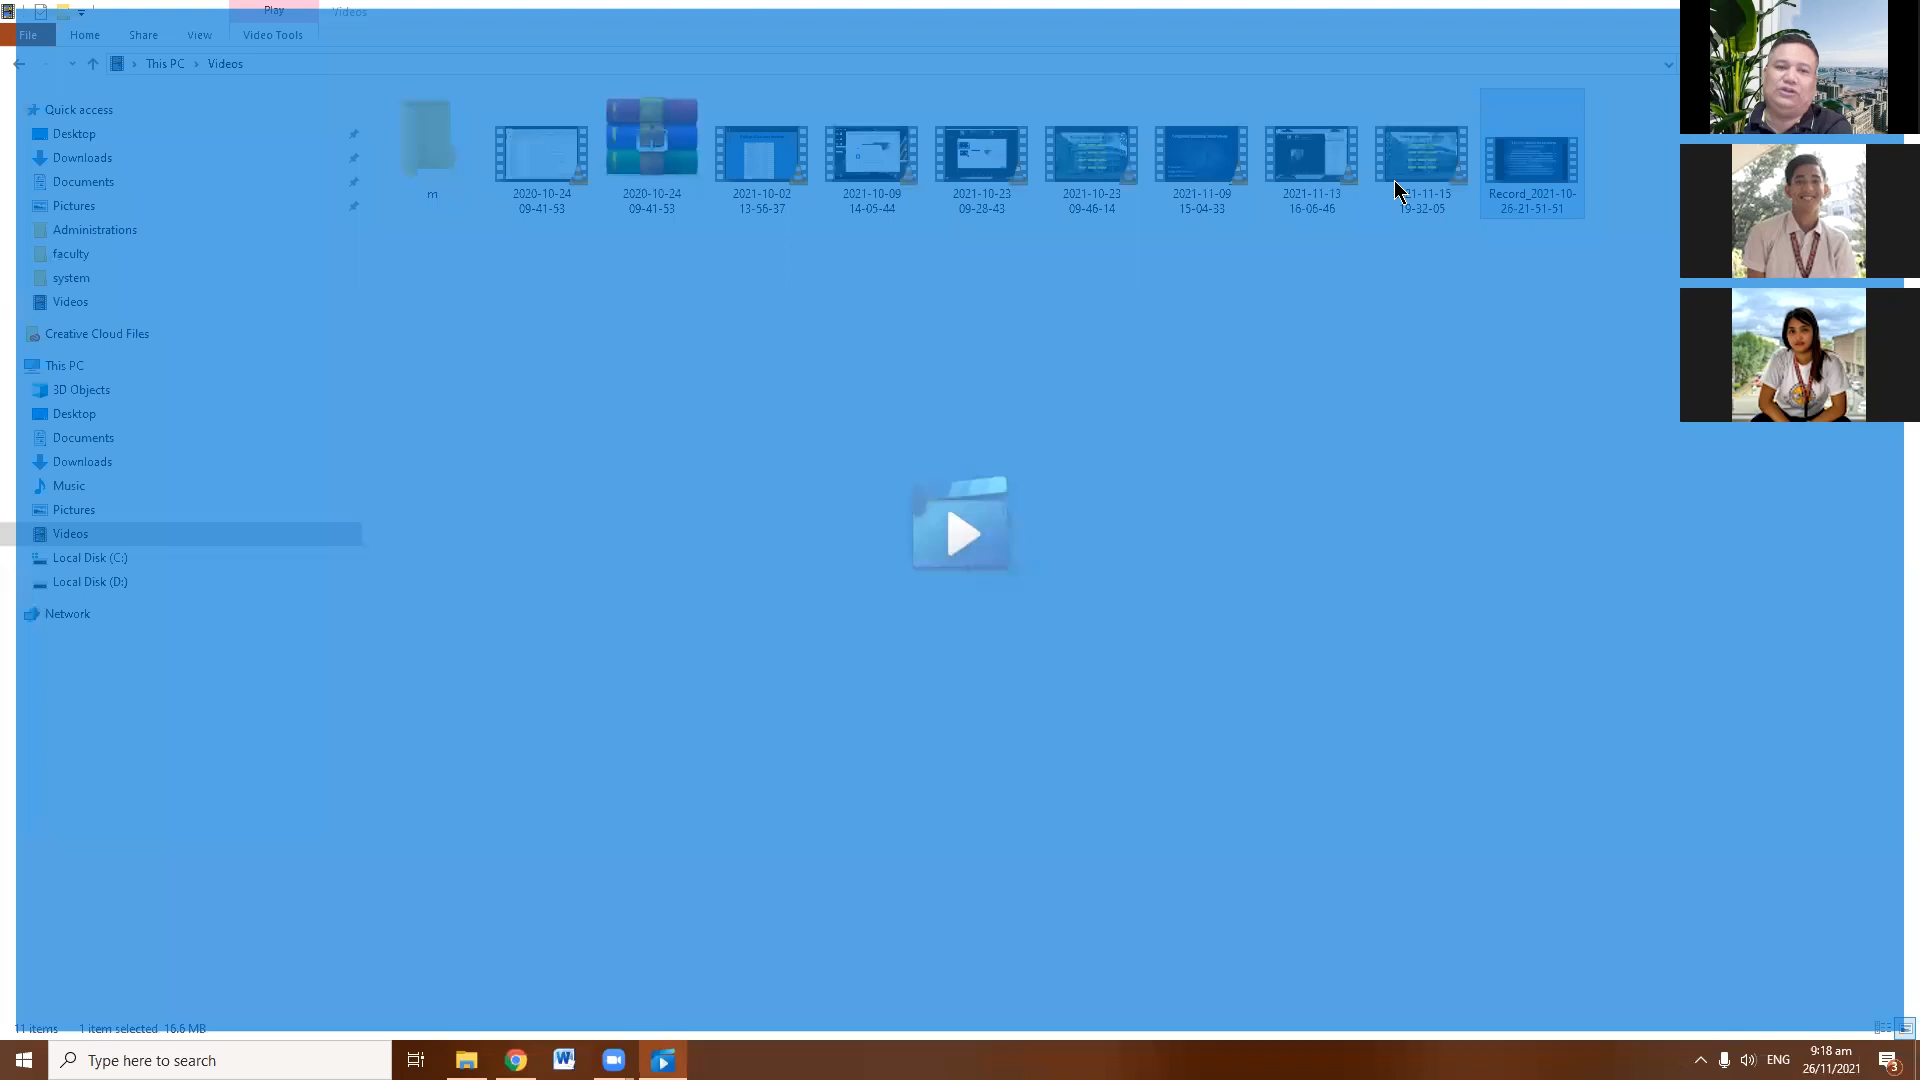 Play
Videos
File
Home
Share
View
Video Tools
This PC
Videos
Quick access
Desktop
Downloads
Documents
Pictures
Administrations
faculty
system
Videos
Creative Cloud Files
This PC
3D Objects
Desktop
Documents
Downloads
Music
Pictures
Videos
Local Disk (C:)
Local Disk (D:)
Network
m
2020-10-24
09-41-53
2020-10-24
09-41-53
2021-10-02
13-56-37
2021-10-09
14-05-44
2021-10-23
09-28-43
2021-10-23
09-46-14
2021-11-09
15-04-33
2021-11-13
16-06-46
21-11-15
19-32-05
Record_2021-10-
26-21-51-51
11 items
1 item selected 16.6 MB
Type here to search
ENG
9:18 am
26/11/2021
3